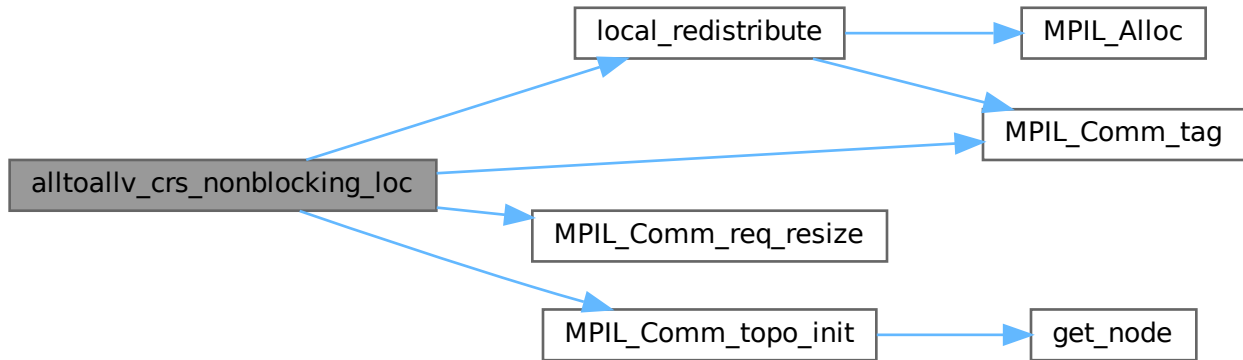 local_redistribute
MPIL_Alloc
MPIL_Comm_tag
alltoallv_crs_nonblocking_loc
MPIL_Comm_req_resize
MPIL_Comm_topo_init
get_node